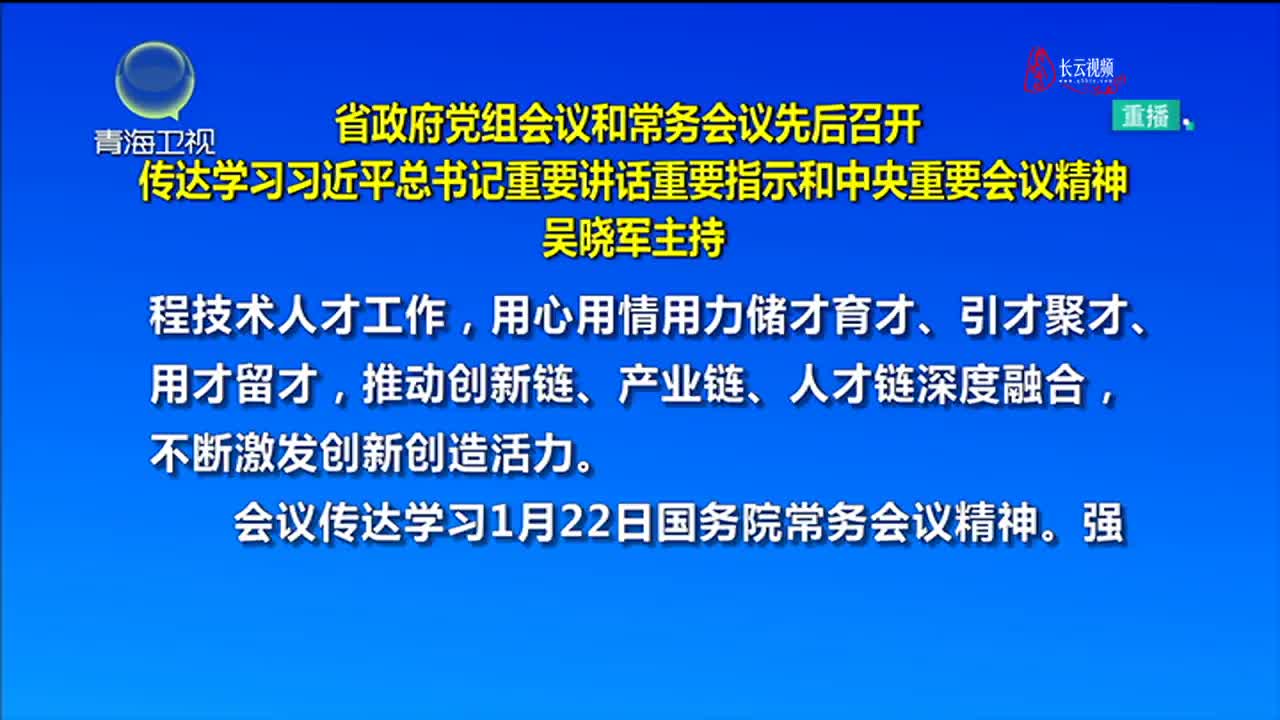 长云视频
重播
青海卫视
省政府党组会议和常务会议先后召开
传达学习习近平总书记重要讲话重要指示和中央重要会议精神
吴晓军主持
程技术人才工作，用心用情用力储才育才、引才聚才、
用才留才，推动创新链、产业链、人才链深度融合，
不断激发创新创造活力。
会议传达学习1月22日国务院常务会议精神。强